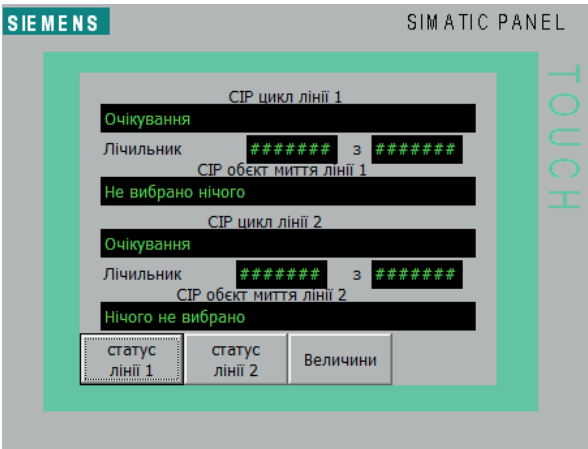 SIEMENS
SIMATIC PANEL
TOUCH
CIP цикл лінії 1
Очікування
Лічильник ####### з #######
CIP обєкт миття лінії 1
Не вибрано нічого
CIP цикл лінії 2
Очікування
Лічильник ####### з #######
CIP обєкт миття лінії 2
Нічого не вибрано
статус лінії 1
статус лінії 2
Величини